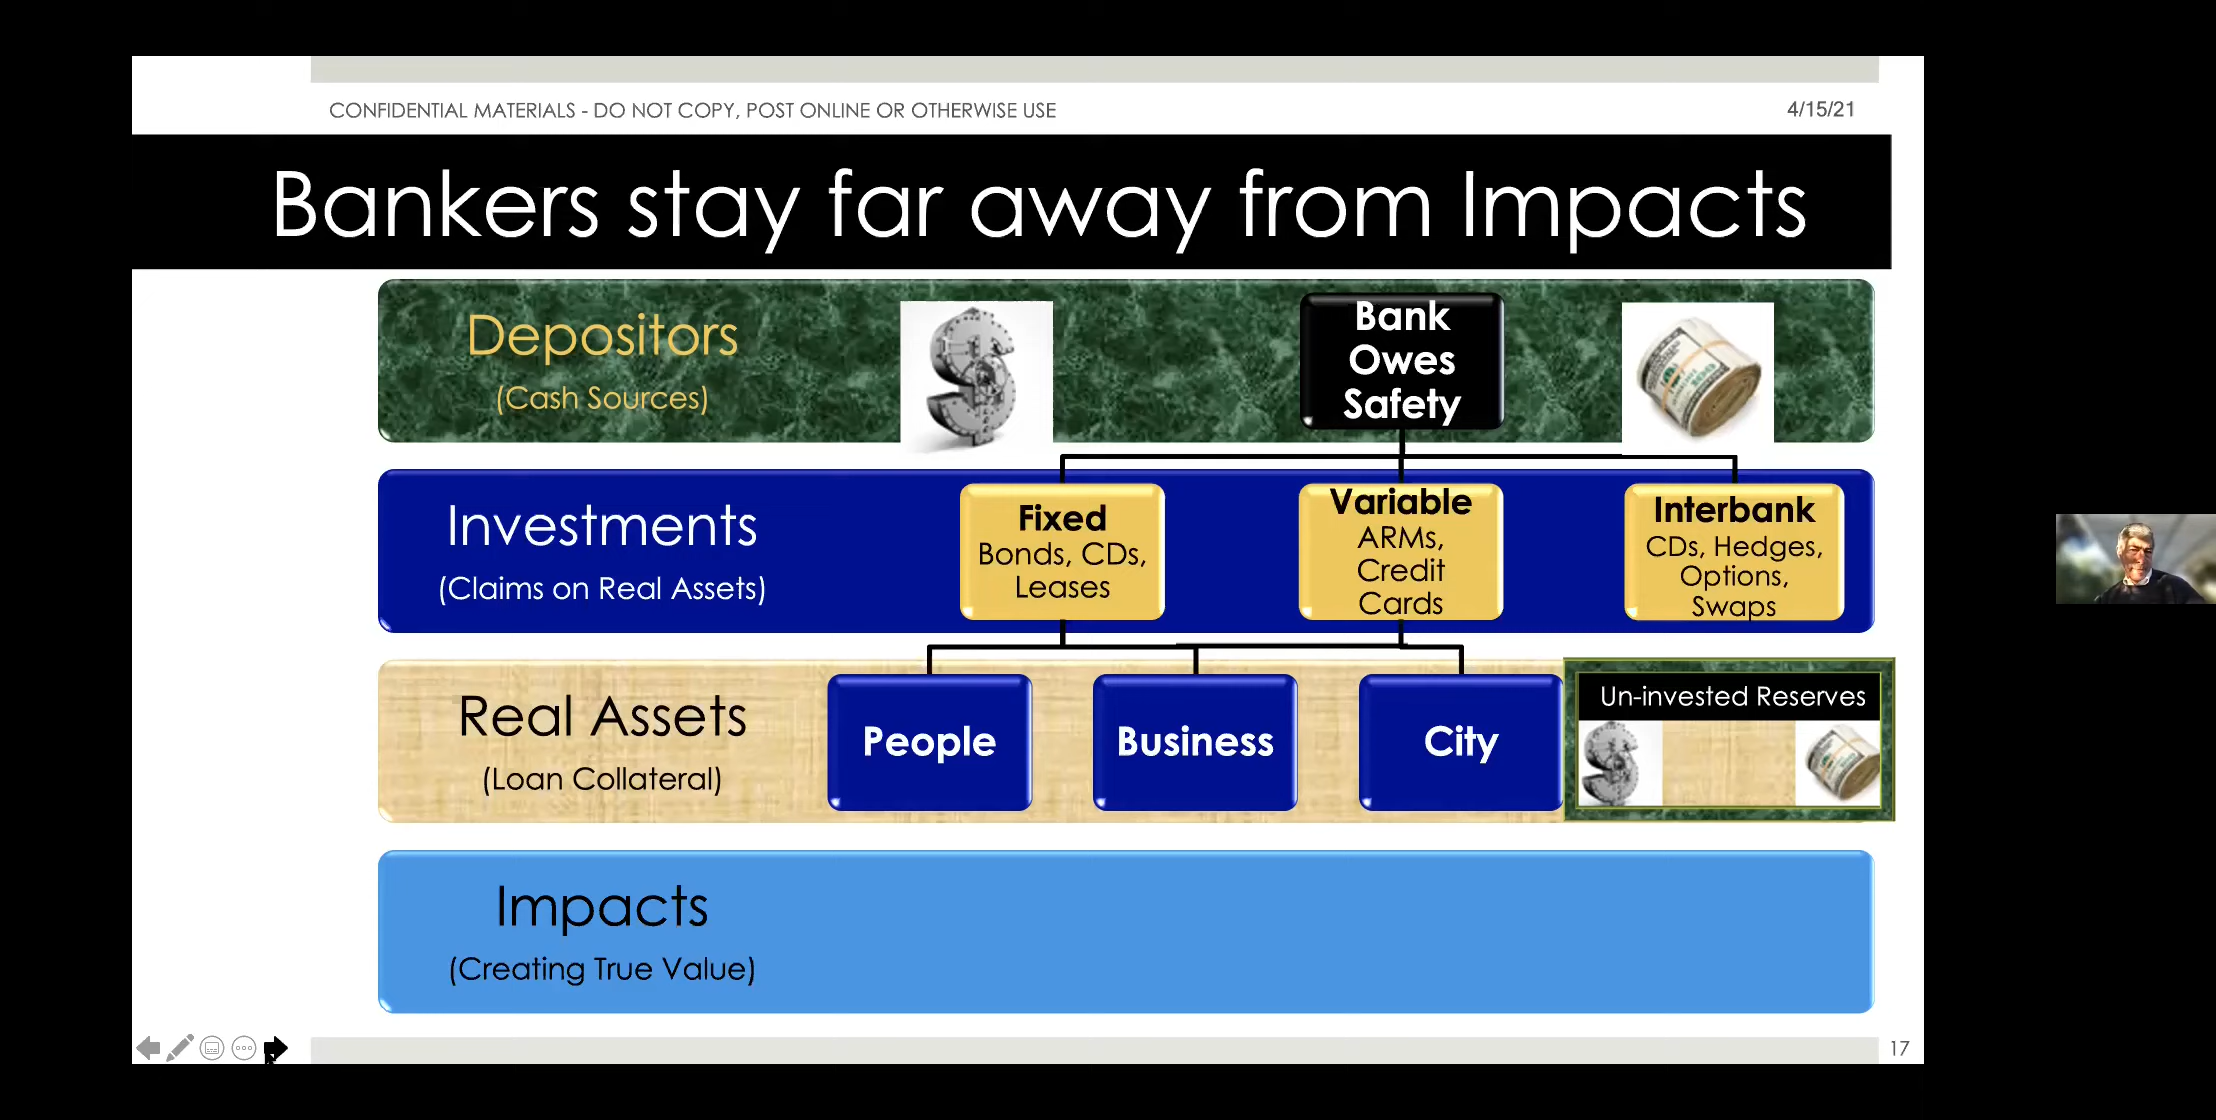 CONFIDENTIAL MATERIALS - DO NOT COPY, POST ONLINE OR OTHERWISE USE
4/15/21
Bankers stay far away from Impacts
Depositors
(Cash Sources)
Bank
Owes
Safety
Investments
(Claims on Real Assets)
Fixed
Bonds, CDs,
Leases
Variable
ARMs,
Credit
Cards
Interbank
CDs, Hedges,
Options,
Swaps
Real Assets
(Loan Collateral)
People
Business
City
Un-invested Reserves
Impacts
(Creating True Value)
17